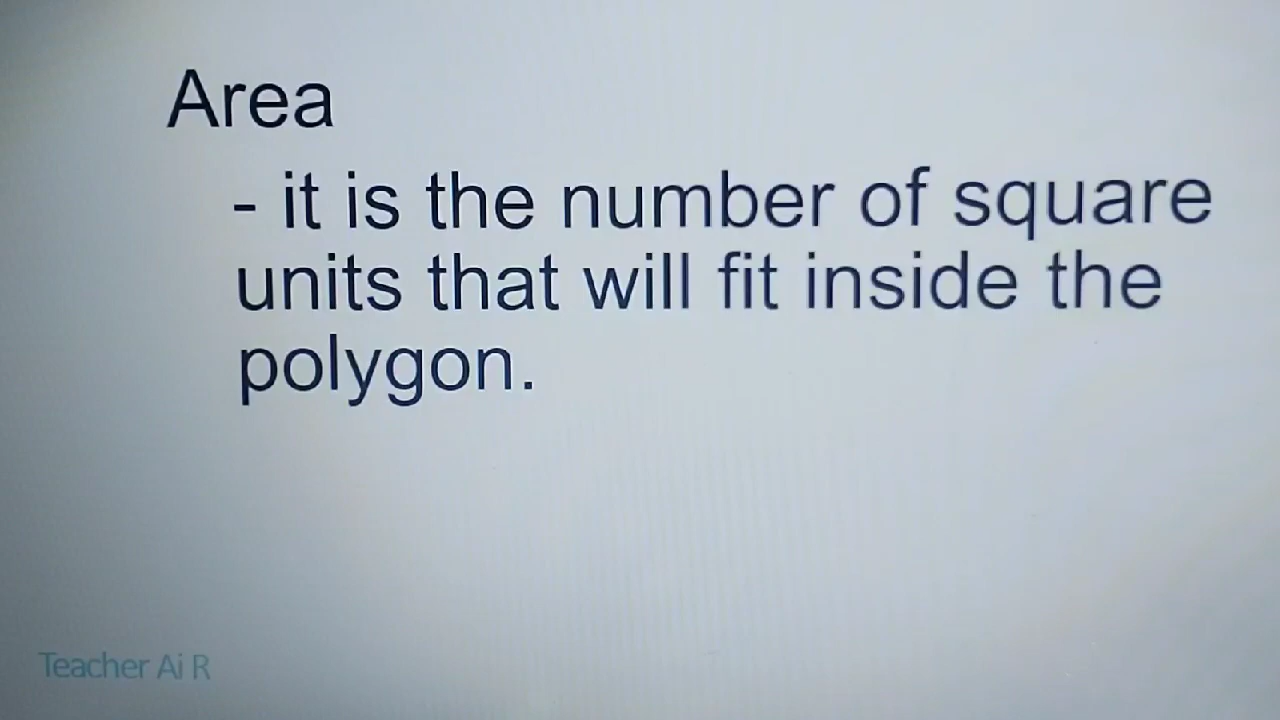 Area
- it is the number of square
units that will fit inside the
polygon.
Teacher Ai R